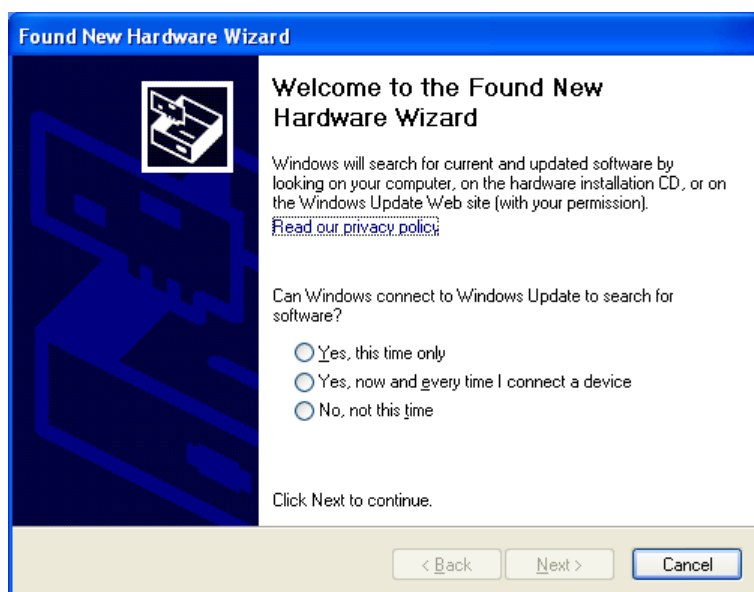 Found New Hardware Wizard
Welcome to the Found New
Hardware Wizard
Windows will search for current and updated software by
looking on your computer, on the hardware installation CD, or on
the Windows Update Web site (with your permission).
Read our privacy policy
Can Windows connect to Windows Update to search for
software?
Yes, this time only
Yes, now and every time I connect a device
No, not this time
Click Next to continue.
< Back
Next >
Cancel